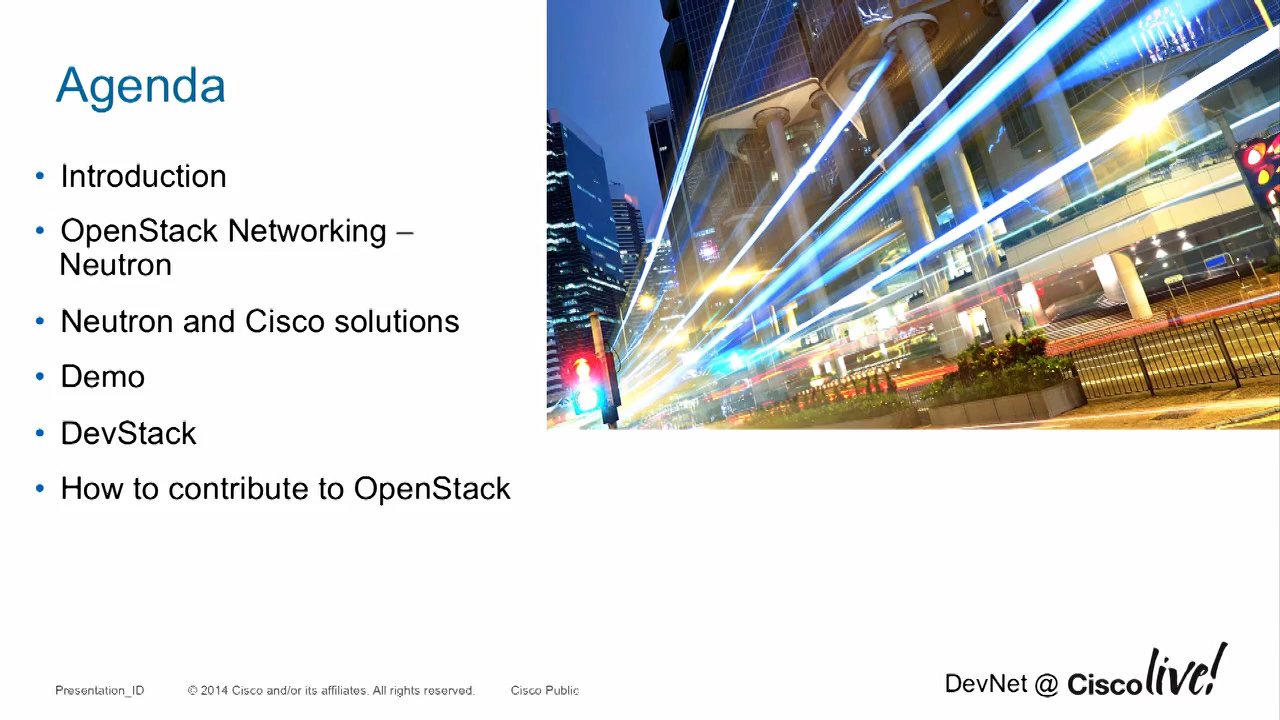 Agenda
• Introduction
• OpenStack Networking –
Neutron
• Neutron and Cisco solutions
• Demo
• DevStack
• How to contribute to OpenStack
Presentation_ID © 2014 Cisco and/or its affiliates. All rights reserved. Cisco Public
DevNet @ Cisco live!